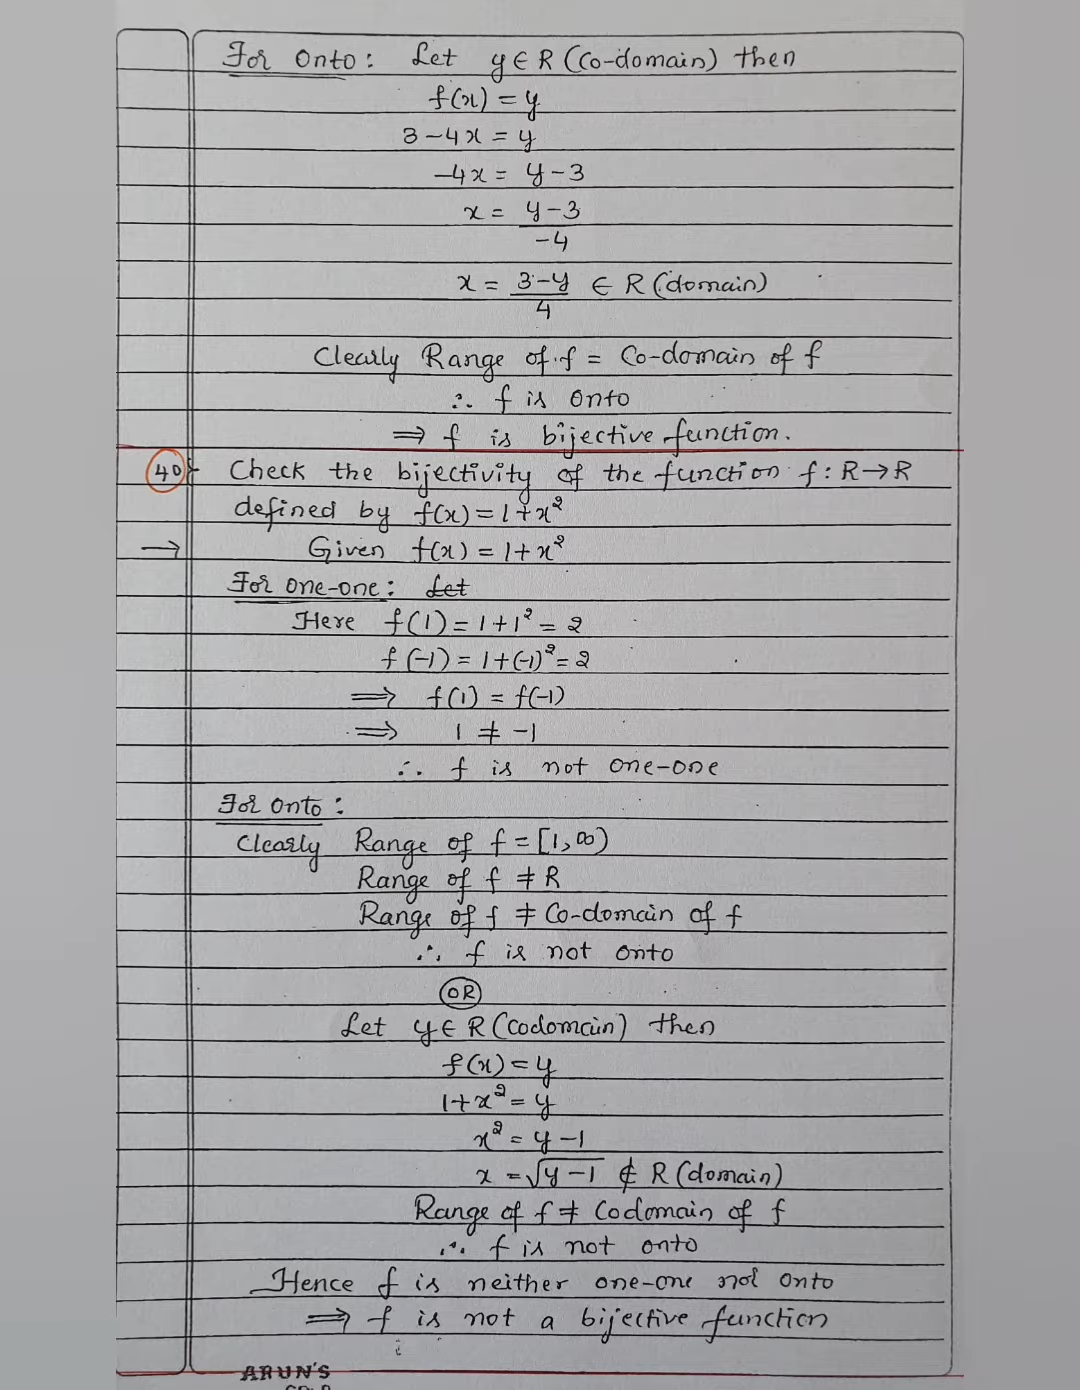 For Onto: Let y∈R (Co-domain) then
f(x) = y
3-4x = y
-4x = y-3
x = y-3
-4
x = 3-y ∈ R (domain)
4
Clearly Range of f = Co-domain of f
∴ f is onto
⇒ f is bijective function.
40 Check the bijectivity of the function f: R→R
defined by f(x) = 1+x²
→ Given f(x) = 1+x²
For one-one: Let
Here f(1) = 1+1² = 2
f(-1) = 1+(-1)² = 2
⇒ f(1) = f(-1)
⇒ 1 ≠ -1
∴ f is not one-one
For onto:
Clearly Range of f = [1,∞)
Range of f ≠ R
Range of f ≠ Co-domain of f
∴ f is not onto
OR
Let y∈R (codomain) then
f(x) = y
1+x² = y
x² = y-1
x = √y-1 ∉ R (domain)
Range of f ≠ Codomain of f
∴ f is not onto
Hence f is neither one-one nor onto
⇒ f is not a bijective function
ARUN'S